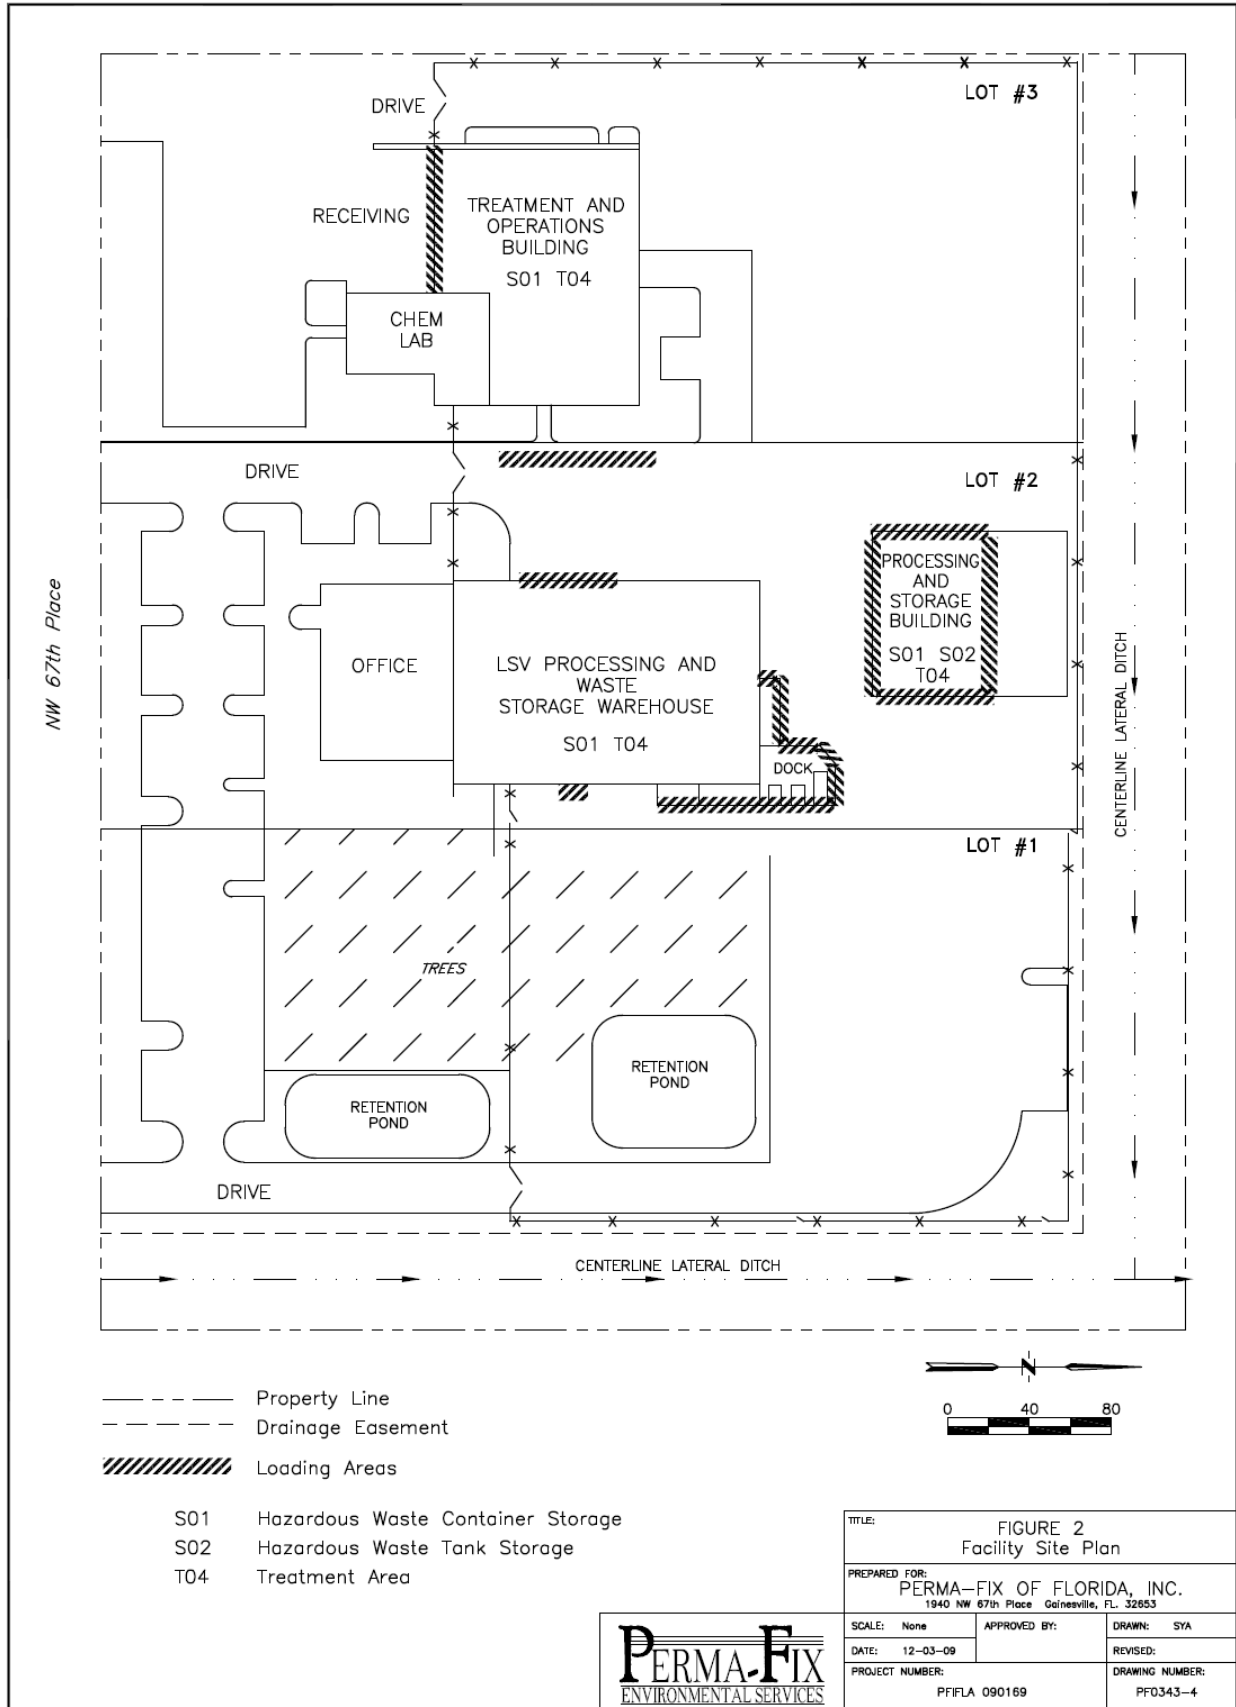 LOT #3
DRIVE
RECEIVING
TREATMENT AND
OPERATIONS
BUILDING
S01 T04
CHEM
LAB
DRIVE
LOT #2
NW 67th Place
PROCESSING
AND
STORAGE
BUILDING
S01 S02
T04
OFFICE
LSV PROCESSING AND
WASTE
STORAGE WAREHOUSE
S01 T04
DOCK
CENTERLINE LATERAL DITCH
LOT #1
TREES
RETENTION
POND
RETENTION
POND
DRIVE
CENTERLINE LATERAL DITCH
N
Property Line
Drainage Easement
0 40 80
Loading Areas
S01 Hazardous Waste Container Storage
S02 Hazardous Waste Tank Storage
T04 Treatment Area
TITLE:
FIGURE 2
Facility Site Plan
PREPARED FOR:
PERMA-FIX OF FLORIDA, INC.
1940 NW 67th Place Gainesville, FL. 32653
SCALE: None APPROVED BY: DRAWN: SYA
DATE: 12-03-09 REVISED:
PROJECT NUMBER: DRAWING NUMBER:
PFIFLA 090169 PF0343-4
PERMA-FIX
ENVIRONMENTAL SERVICES